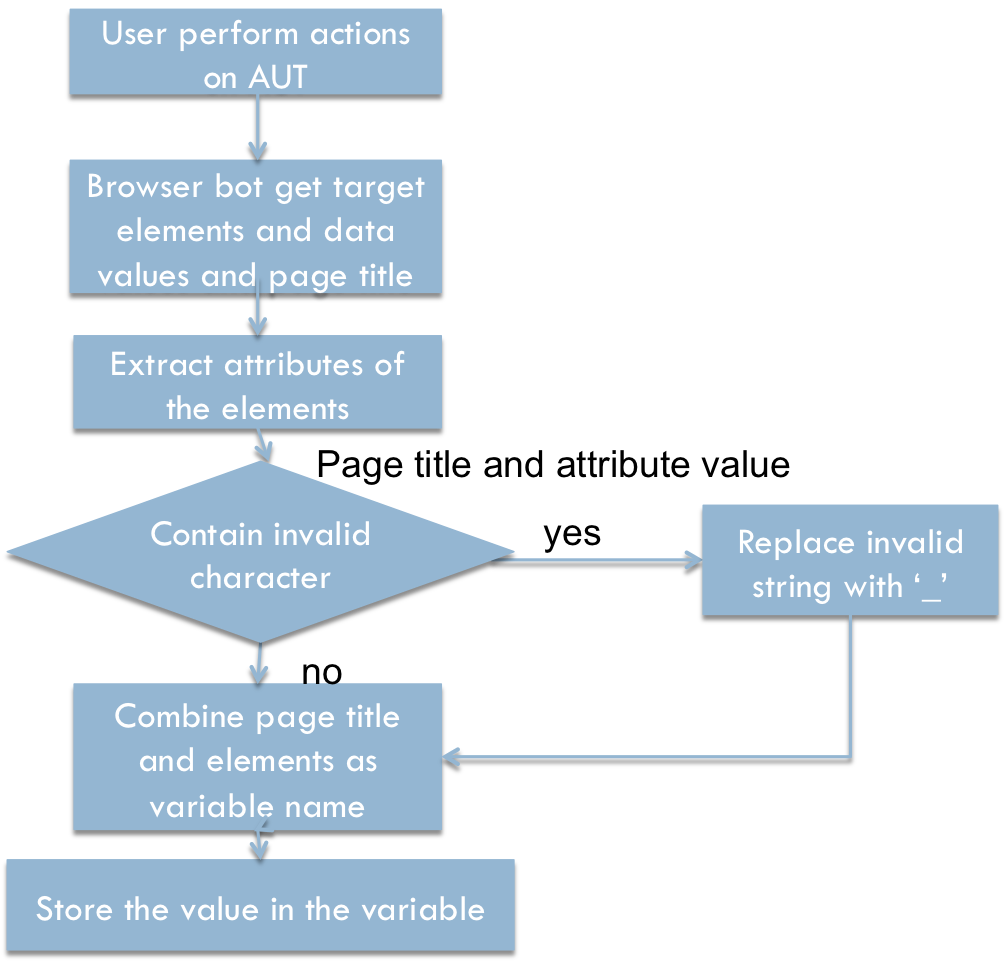 User perform actions
on AUT
Browser bot get target
elements and data
values and page title
Extract attributes of
the elements
Page title and attribute value
Contain invalid
character
yes
Replace invalid
string with ‘_’
no
Combine page title
and elements as
variable name
Store the value in the variable